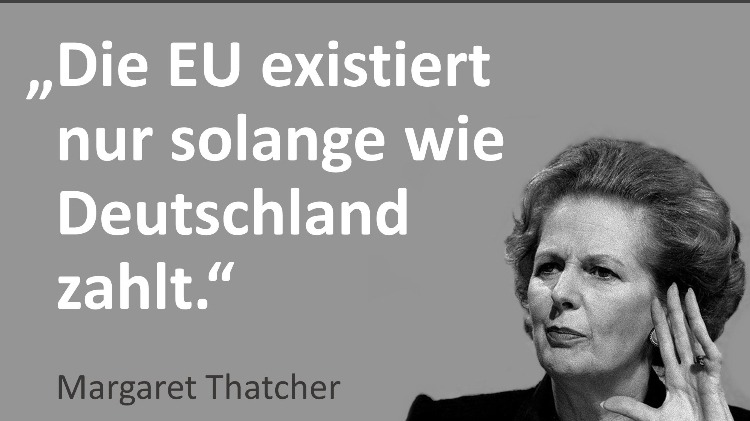 „Die EU existiert
nur solange wie
Deutschland
zahlt.“
Margaret Thatcher